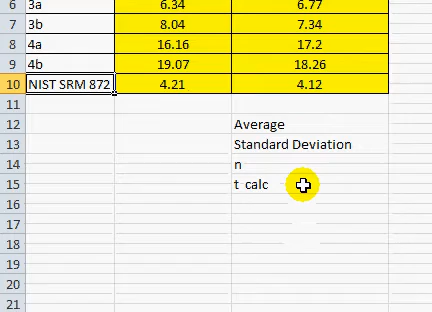 6 3a 6.34 6.77
7 3b 8.04 7.34
8 4a 16.16 17.2
9 4b 19.07 18.26
10 NIST SRM 872 4.21 4.12
11
12 Average
13 Standard Deviation
14 n
15 t calc
16
17
18
19
20
21